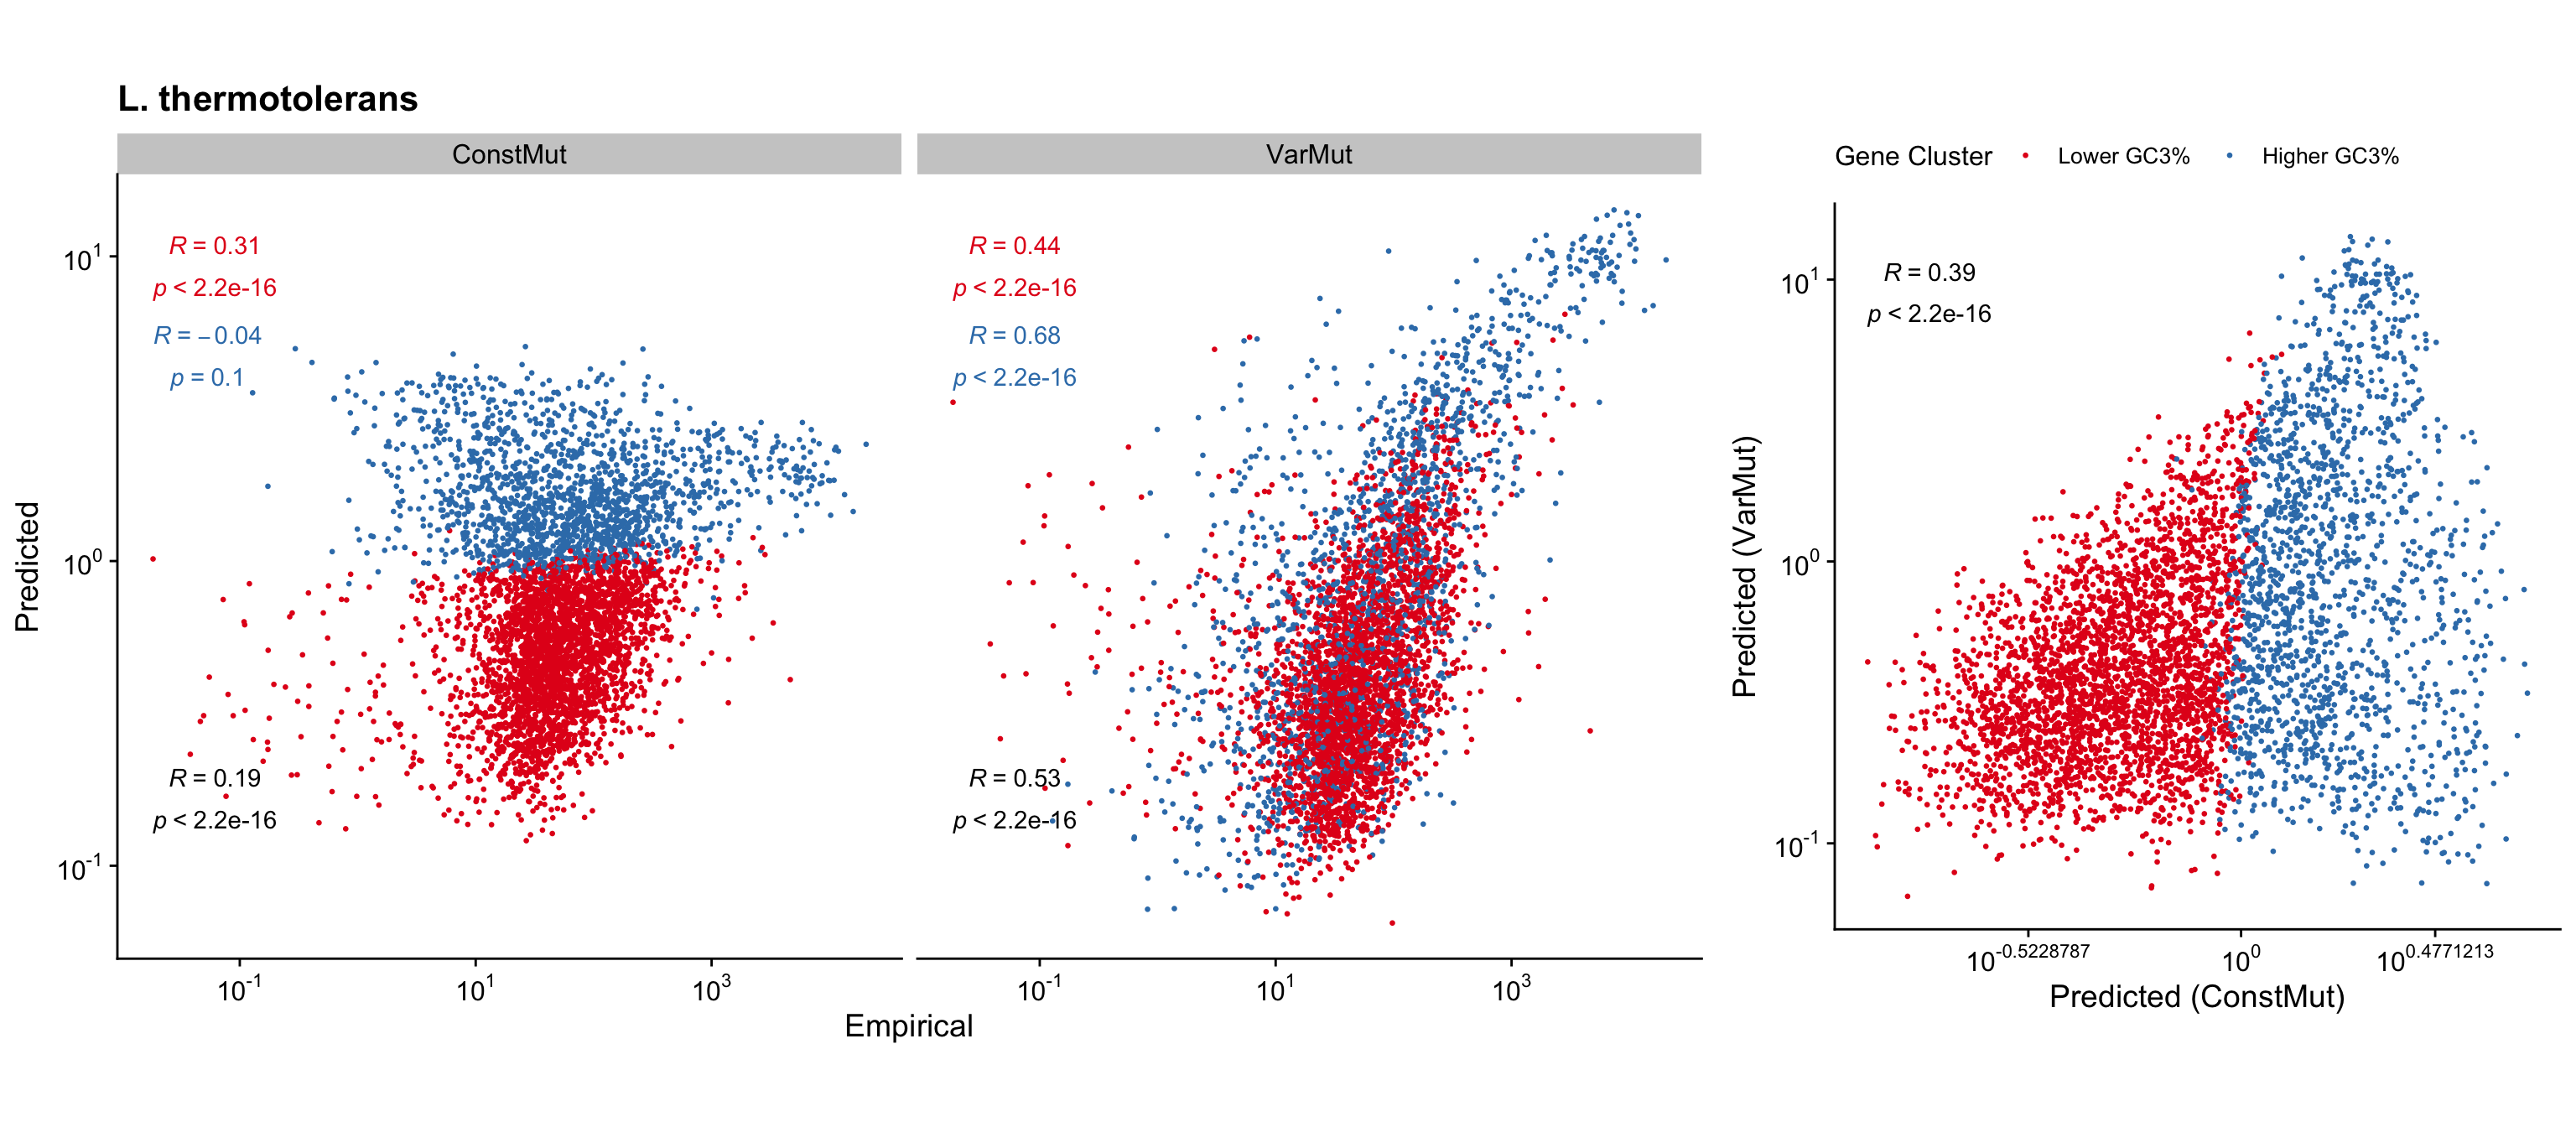 L. thermotolerans
ConstMut
VarMut
Gene Cluster Lower GC3% Higher GC3%
R = 0.31
p < 2.2e-16
R = −0.04
p = 0.1
R = 0.19
p < 2.2e-16
R = 0.44
p < 2.2e-16
R = 0.68
p < 2.2e-16
R = 0.53
p < 2.2e-16
R = 0.39
p < 2.2e-16
Predicted
10^1
10^0
10^-1
10^-1 10^1 10^3
10^-1 10^1 10^3
Empirical
Predicted (VarMut)
10^1
10^0
10^-1
10^-0.5228787 10^0 10^0.4771213
Predicted (ConstMut)